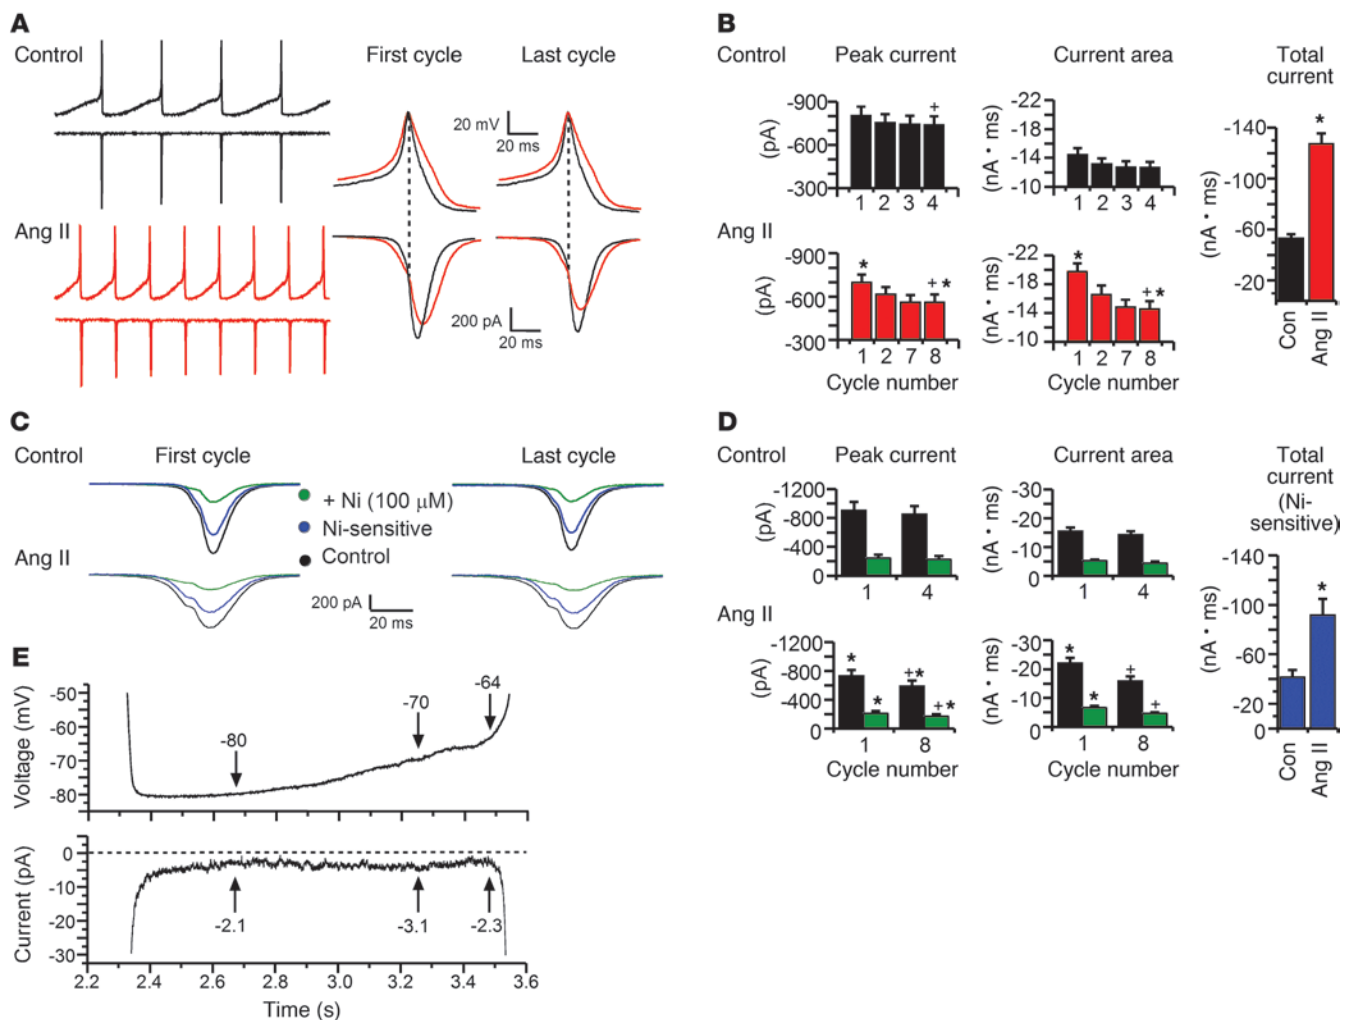 A
Control
First cycle
Last cycle
20 mV
20 ms
Ang II
200 pA
20 ms
B
Control
Peak current
Current area
Total
current
-900
-600
-300
(pA)
1 2 3 4
+
-22
-18
-14
-10
(nA • ms)
1 2 3 4
-140
-100
-60
-20
(nA • ms)
*
Con
Ang II
Ang II
-900
-600
-300
(pA)
* + *
1 2 7 8
Cycle number
-22
-18
-14
-10
(nA • ms)
* + *
1 2 7 8
Cycle number
C
Control
First cycle
Last cycle
+ Ni (100 μM)
Ni-sensitive
Control
Ang II
200 pA
20 ms
D
Control
Peak current
Current area
Total
current
(Ni-
sensitive)
-1200
-800
-400
0
(pA)
1 4
-30
-20
-10
0
(nA • ms)
1 4
-140
-100
-60
-20
0
(nA • ms)
*
Con
Ang II
Ang II
-1200
-800
-400
0
(pA)
* * +* +*
1 8
Cycle number
-30
-20
-10
0
(nA • ms)
* * + +
1 8
Cycle number
E
-50
-60
-70
-80
Voltage (mV)
-80
-70
-64
0
-10
-20
-30
Current (pA)
-2.1
-3.1
-2.3
2.2 2.4 2.6 2.8 3.0 3.2 3.4 3.6
Time (s)